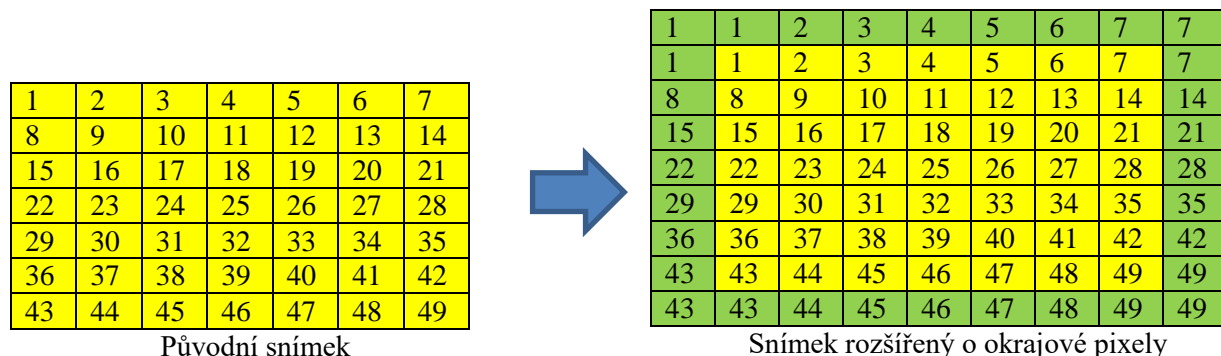 1 2 3 4 5 6 7
8 9 10 11 12 13 14
15 16 17 18 19 20 21
22 23 24 25 26 27 28
29 30 31 32 33 34 35
36 37 38 39 40 41 42
43 44 45 46 47 48 49
Původní snímek
1 1 2 3 4 5 6 7 7
1 1 2 3 4 5 6 7 7
8 8 9 10 11 12 13 14 14
15 15 16 17 18 19 20 21 21
22 22 23 24 25 26 27 28 28
29 29 30 31 32 33 34 35 35
36 36 37 38 39 40 41 42 42
43 43 44 45 46 47 48 49 49
43 43 44 45 46 47 48 49 49
Snímek rozšířený o okrajové pixely